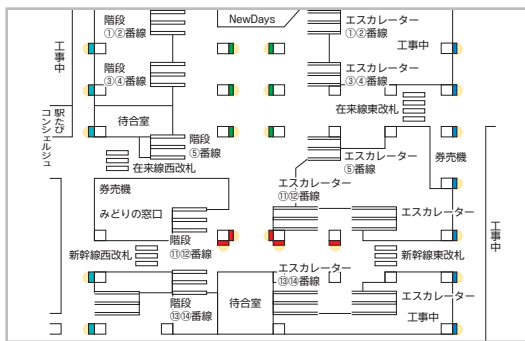 NewDays
階段
①②番線
エスカレーター
①②番線
工事中
工事中
階段
③④番線
エスカレーター
③④番線
在来線東改札
待合室
駅たび
コンシェルジュ
階段
⑤番線
在来線西改札
エスカレーター
⑤番線
券売機
券売機
エスカレーター
⑪⑫番線
みどりの窓口
エスカレーター
工事中
階段
⑪⑫番線
新幹線西改札
エスカレーター
⑬⑭番線
新幹線東改札
階段
⑬⑭番線
待合室
エスカレーター
工事中